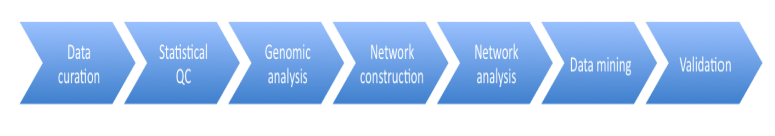 Data
curation
Statistical
QC
Genomic
analysis
Network
construction
Network
analysis
Data mining
Validation